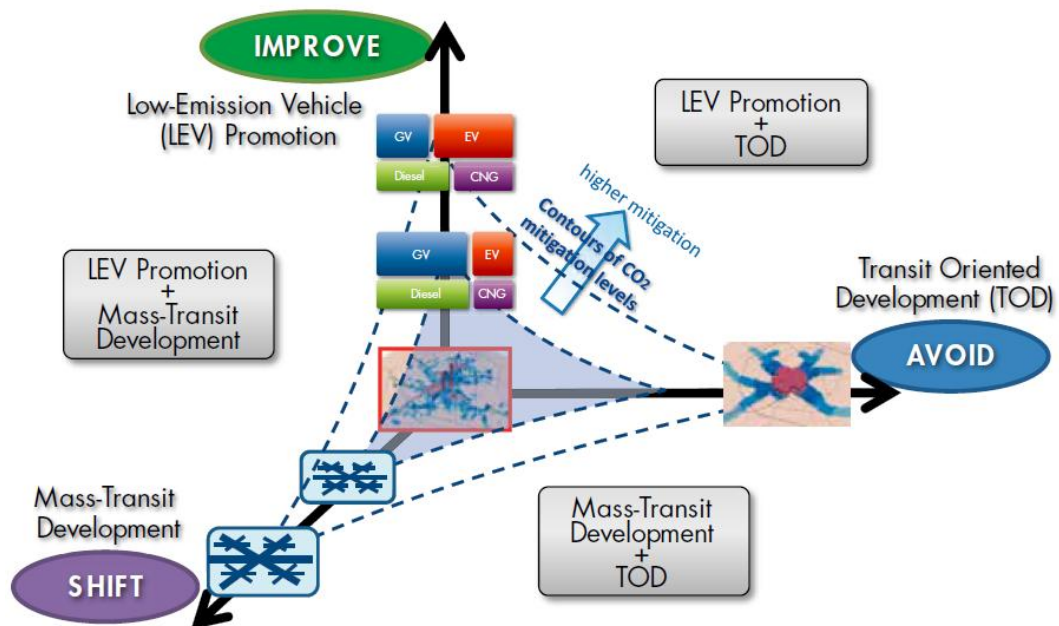 IMPROVE
Low-Emission Vehicle
(LEV) Promotion
GV
EV
Diesel
CNG
GV
EV
Diesel
CNG
LEV Promotion
+
TOD
higher mitigation
Contours of CO₂
mitigation levels
LEV Promotion
+
Mass-Transit
Development
Transit Oriented
Development (TOD)
AVOID
Mass-Transit
Development
SHIFT
Mass-Transit
Development
+
TOD